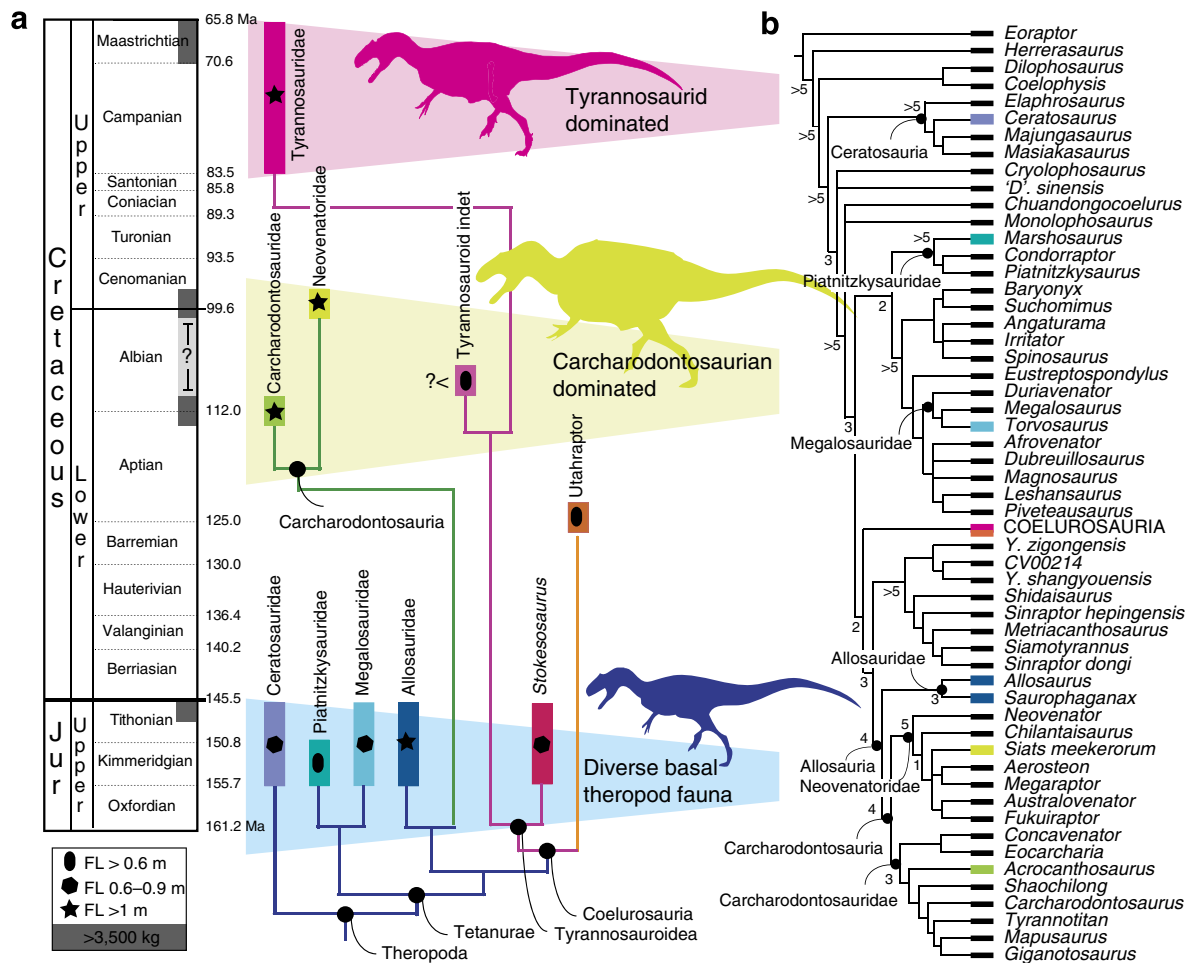 a
b
Cretaceous
Jur
Upper
Lower
Upper
Maastrichtian
Campanian
Santonian
Coniacian
Turonian
Cenomanian
Albian
Aptian
Barremian
Hauterivian
Valanginian
Berriasian
Tithonian
Kimmeridgian
Oxfordian
?
65.8 Ma
70.6
83.5
85.8
89.3
93.5
99.6
112.0
125.0
130.0
136.4
140.2
145.5
150.8
155.7
161.2 Ma
Tyrannosauridae
Tyrannosaurid
dominated
Carcharodontosauridae
Neovenatoridae
Tyrannosauroid indet
?<
Carcharodontosaurian
dominated
Utahraptor
Carcharodontosauria
Ceratosauridae
Piatnitzkysauridae
Megalosauridae
Allosauridae
Stokesosaurus
Diverse basal
theropod fauna
Coelurosauria
Tyrannosauroidea
Tetanurae
Theropoda
FL > 0.6 m
FL 0.6–0.9 m
FL >1 m
>3,500 kg
Eoraptor
Herrerasaurus
Dilophosaurus
Coelophysis
Elaphrosaurus
Ceratosaurus
Majungasaurus
Masiakasaurus
Cryolophosaurus
'D'. sinensis
Chuandongocoelurus
Monolophosaurus
Marshosaurus
Condorraptor
Piatnitzkysaurus
Baryonyx
Suchomimus
Angaturama
Irritator
Spinosaurus
Eustreptospondylus
Duriavenator
Megalosaurus
Torvosaurus
Afrovenator
Dubreuillosaurus
Magnosaurus
Leshansaurus
Piveteausaurus
COELUROSAURIA
Y. zigongensis
CV00214
Y. shangyouensis
Shidaisaurus
Sinraptor hepingensis
Metriacanthosaurus
Siamotyrannus
Sinraptor dongi
Allosaurus
Saurophaganax
Neovenator
Chilantaisaurus
Siats meekerorum
Aerosteon
Megaraptor
Australovenator
Fukuiraptor
Concavenator
Eocarcharia
Acrocanthosaurus
Shaochilong
Carcharodontosaurus
Tyrannotitan
Mapusaurus
Giganotosaurus
>5
>5
>5
Ceratosauria
>5
>5
3
Piatnitzkysauridae
2
>5
>5
3
Megalosauridae
>5
2
Allosauridae
3
3
4
5
Allosauria
Neovenatoridae
1
4
Carcharodontosauria
3
Carcharodontosauridae